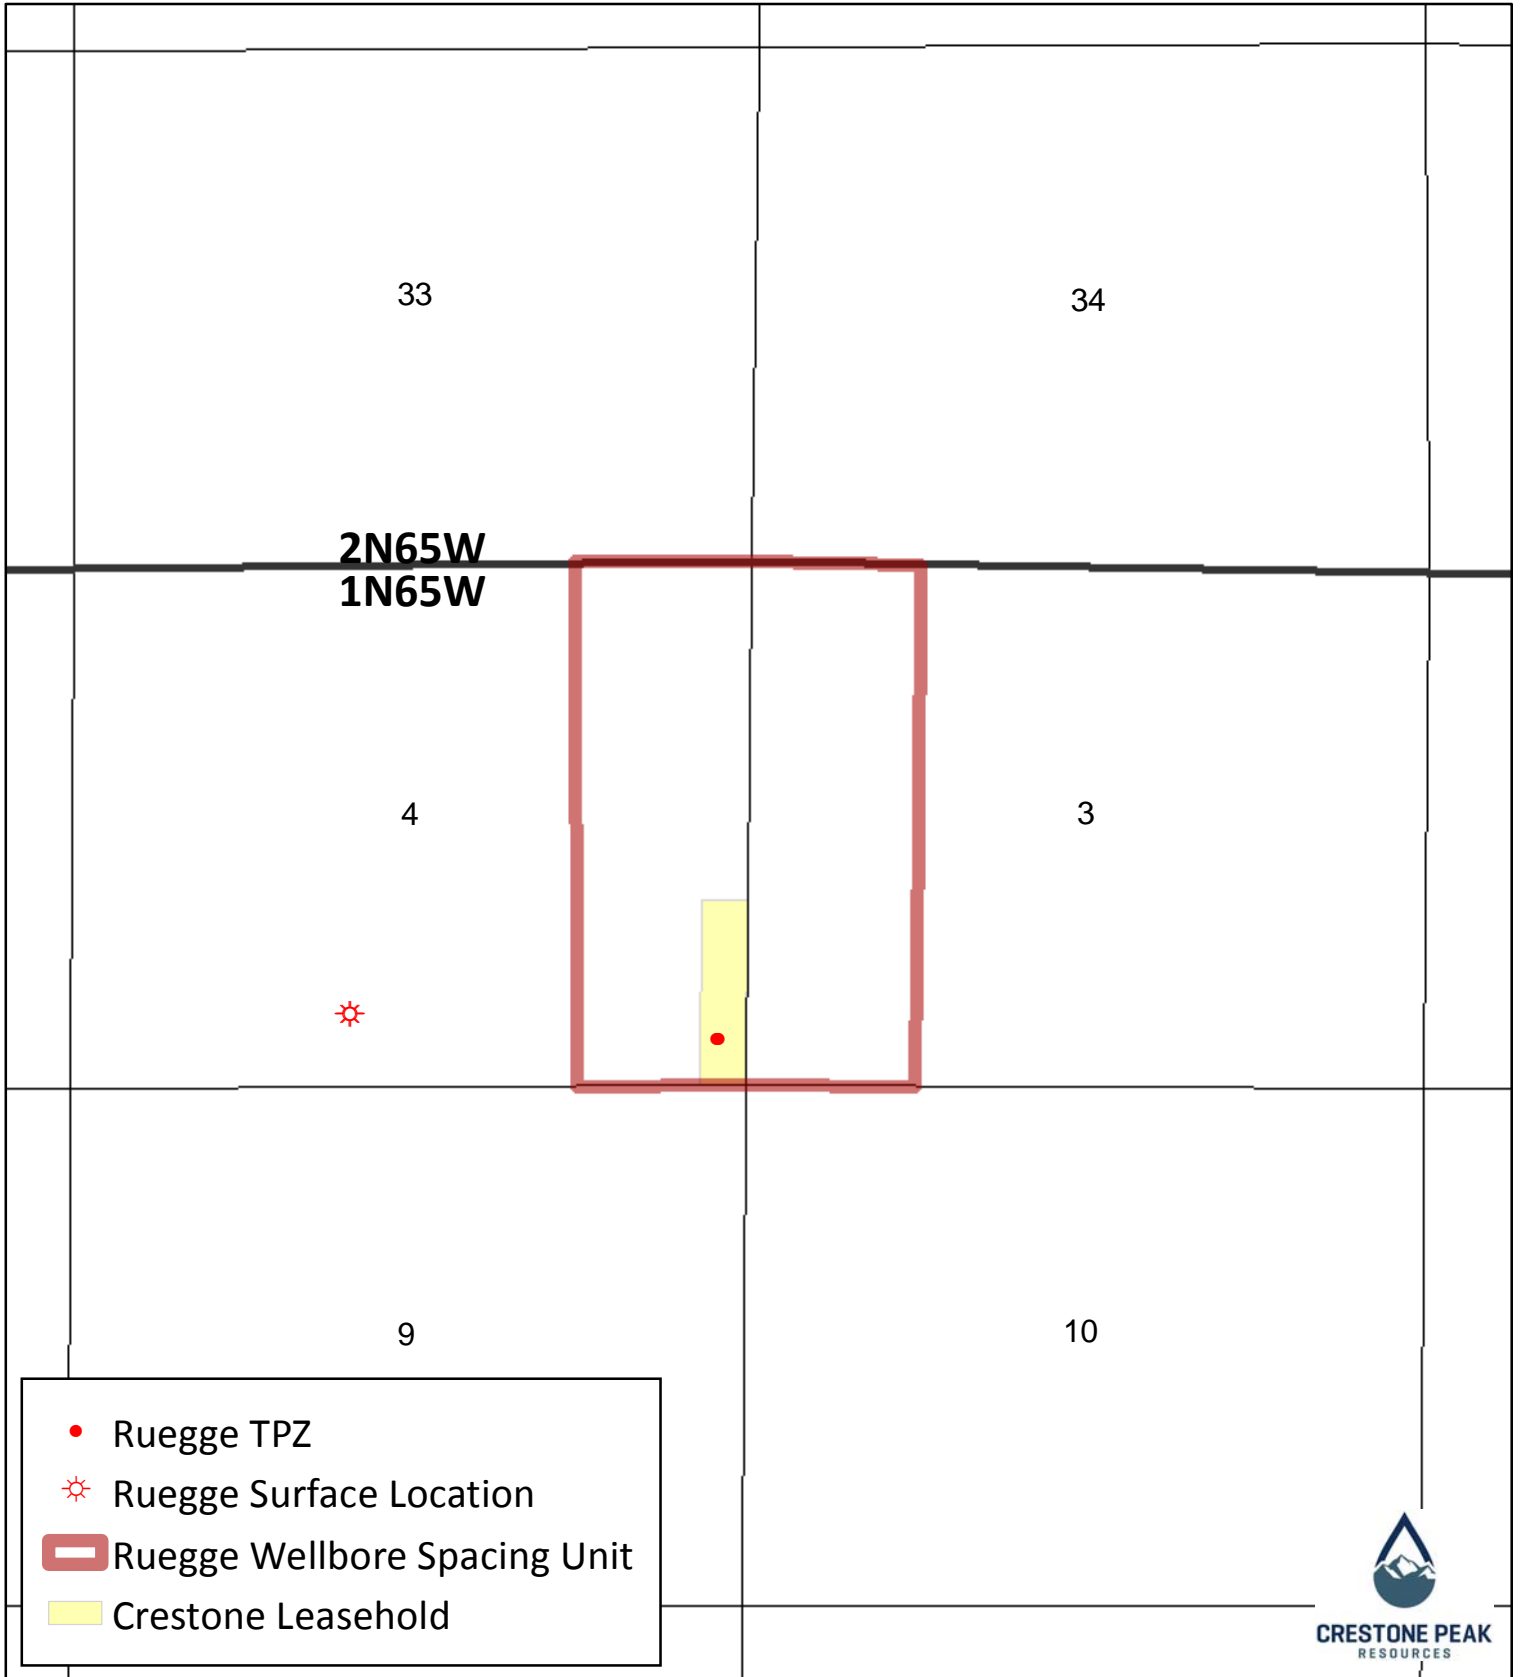 33
34
2N65W
1N65W
4
3
9
10
Ruegge TPZ
Ruegge Surface Location
Ruegge Wellbore Spacing Unit
Crestone Leasehold
CRESTONE PEAK
RESOURCES